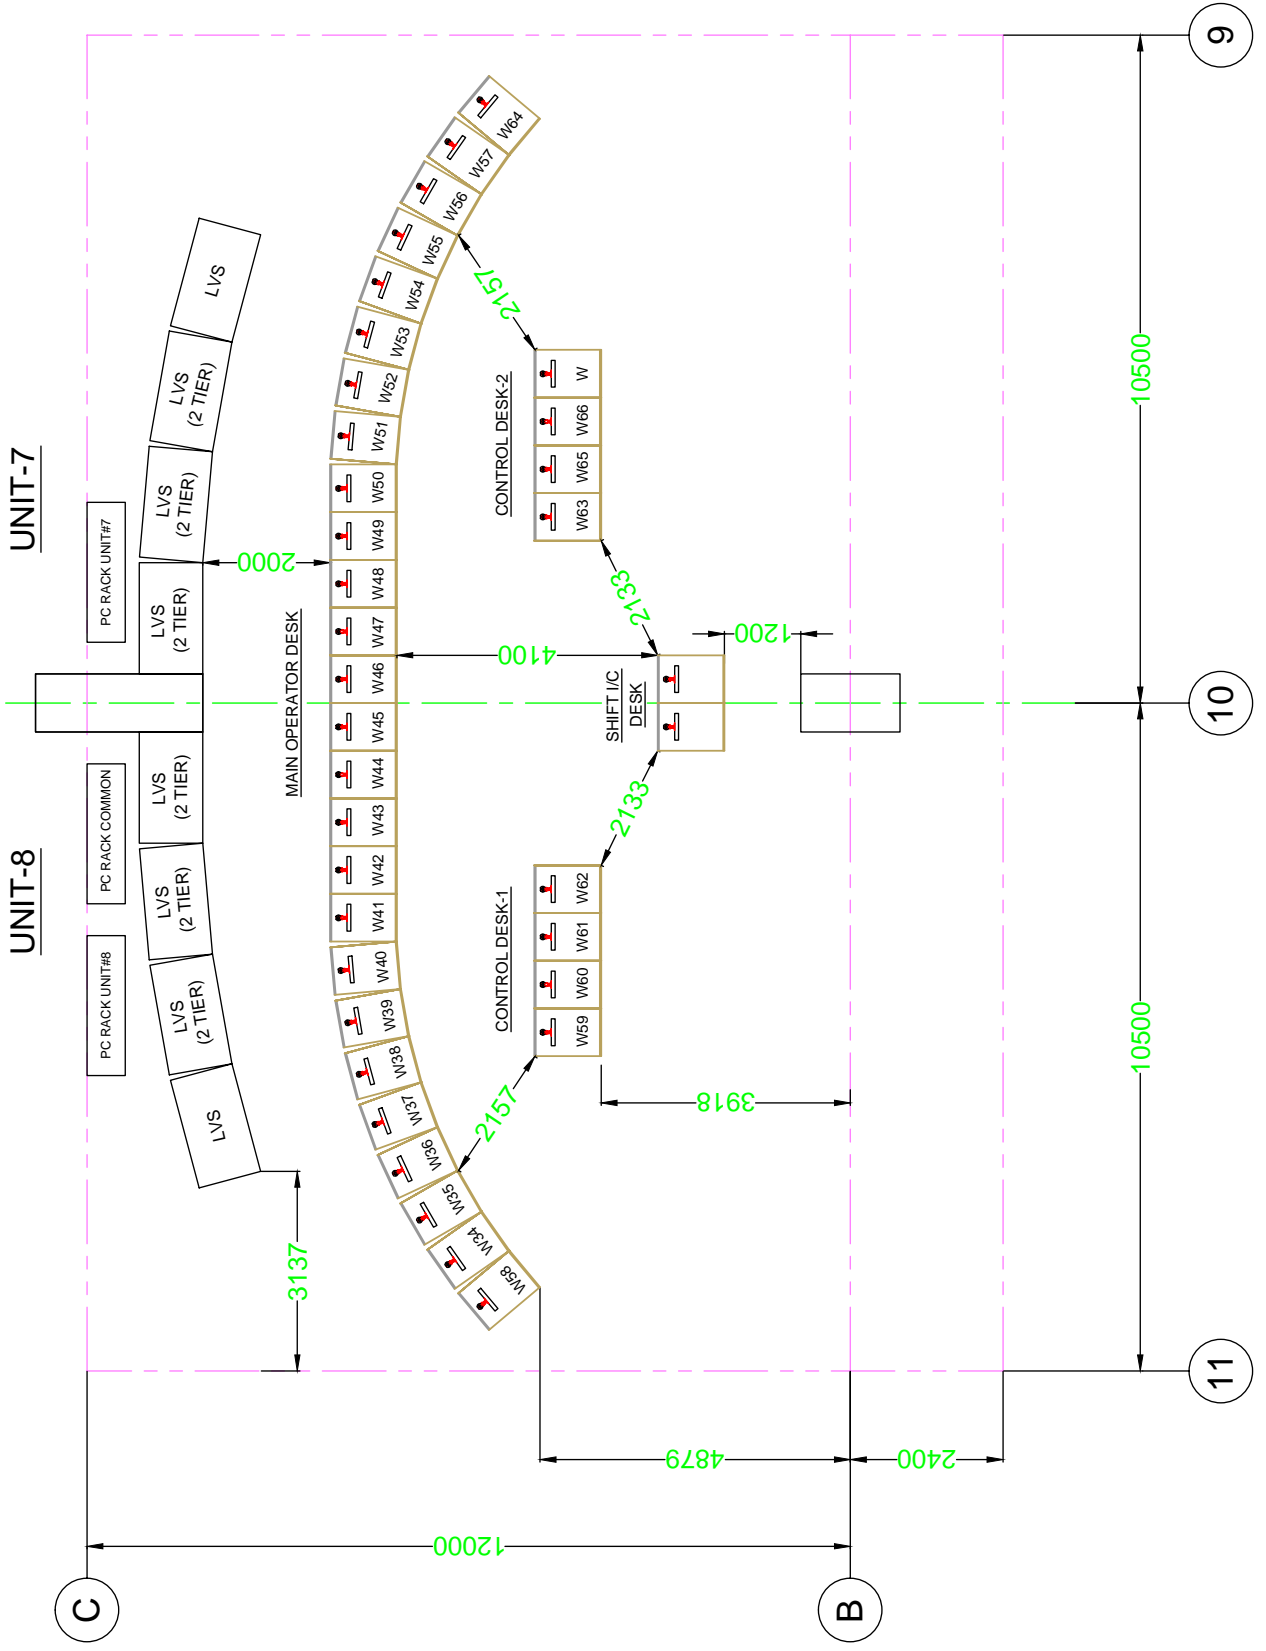 UNIT-8
UNIT-7
PC RACK UNIT#8
PC RACK COMMON
PC RACK UNIT#7
LVS
LVS
(2 TIER)
LVS
(2 TIER)
LVS
(2 TIER)
LVS
(2 TIER)
LVS
(2 TIER)
LVS
(2 TIER)
LVS
3137
2000
MAIN OPERATOR DESK
W58
W34
W35
W36
W37
W38
W39
W40
W41
W42
W43
W44
W45
W46
W47
W48
W49
W50
W51
W52
W53
W54
W55
W56
W57
W64
2157
4100
2157
CONTROL DESK-1
W59
W60
W61
W62
CONTROL DESK-2
W63
W65
W66
W
2133
2133
SHIFT I/C
DESK
1200
3918
4879
2400
12000
10500
10500
C
B
11
10
9